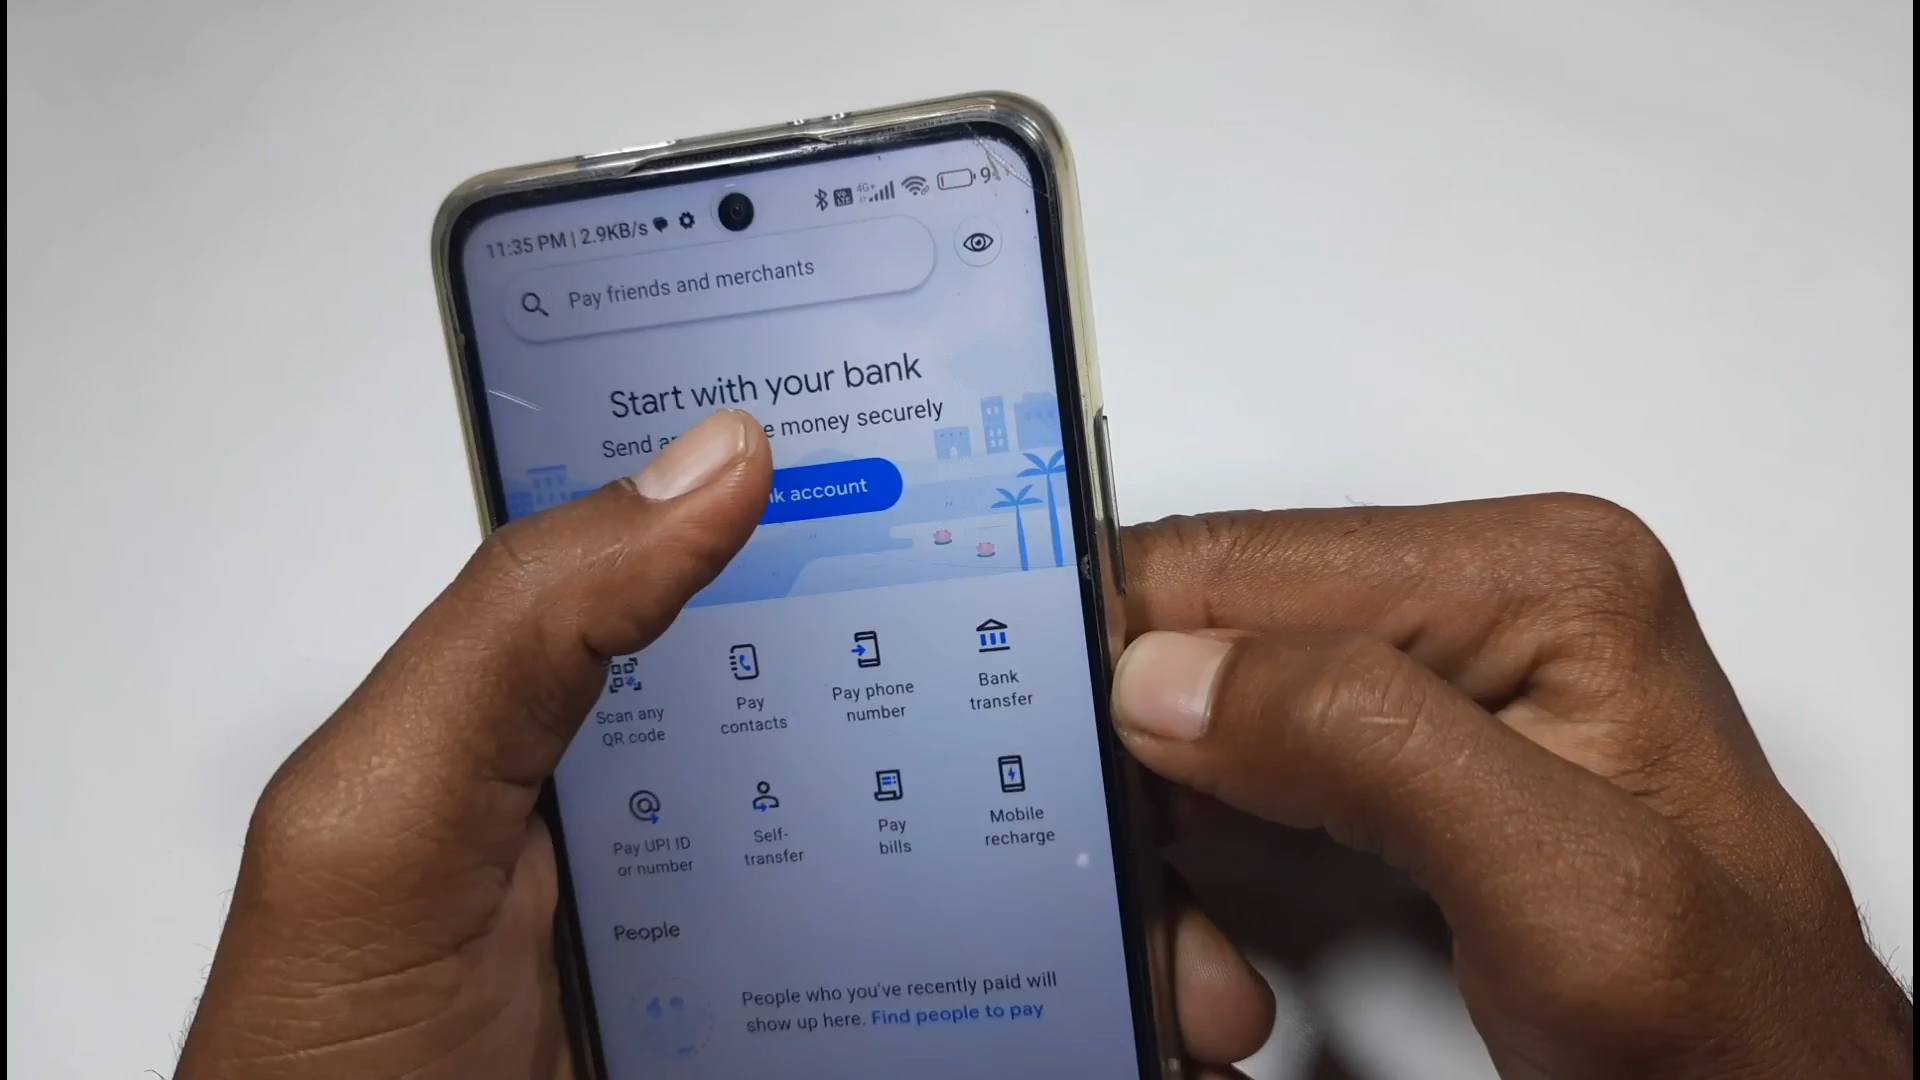 11:35 PM | 2.9KB/s
4G+
9
Pay friends and merchants
Start with your bank
Send money securely
account
Scan any
QR code
Pay
contacts
Pay phone
number
Bank
transfer
Pay UPI ID
or number
Self-
transfer
Pay
bills
Mobile
recharge
People
People who you've recently paid will
show up here. Find people to pay